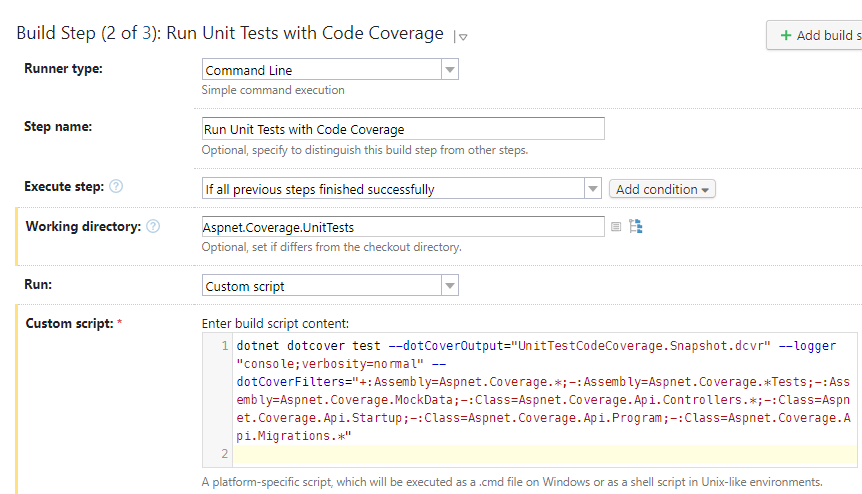 Build Step (2 of 3): Run Unit Tests with Code Coverage
+ Add build s
Runner type:
Command Line
Simple command execution
Step name:
Run Unit Tests with Code Coverage
Optional, specify to distinguish this build step from other steps.
Execute step: ?
If all previous steps finished successfully
Add condition
Working directory: ?
Aspnet.Coverage.UnitTests
Optional, set if differs from the checkout directory.
Run:
Custom script
Custom script: *
Enter build script content:
1 dotnet dotcover test --dotCoverOutput="UnitTestCodeCoverage.Snapshot.dcvr" --logger
"console;verbosity=normal" --
dotCoverFilters="+:Assembly=Aspnet.Coverage.*;-:Assembly=Aspnet.Coverage.*Tests;-:Ass
embly=Aspnet.Coverage.MockData;-:Class=Aspnet.Coverage.Api.Controllers.*;-:Class=Aspn
et.Coverage.Api.Startup;-:Class=Aspnet.Coverage.Api.Program;-:Class=Aspnet.Coverage.A
pi.Migrations.*"
2
A platform-specific script, which will be executed as a .cmd file on Windows or as a shell script in Unix-like environments.